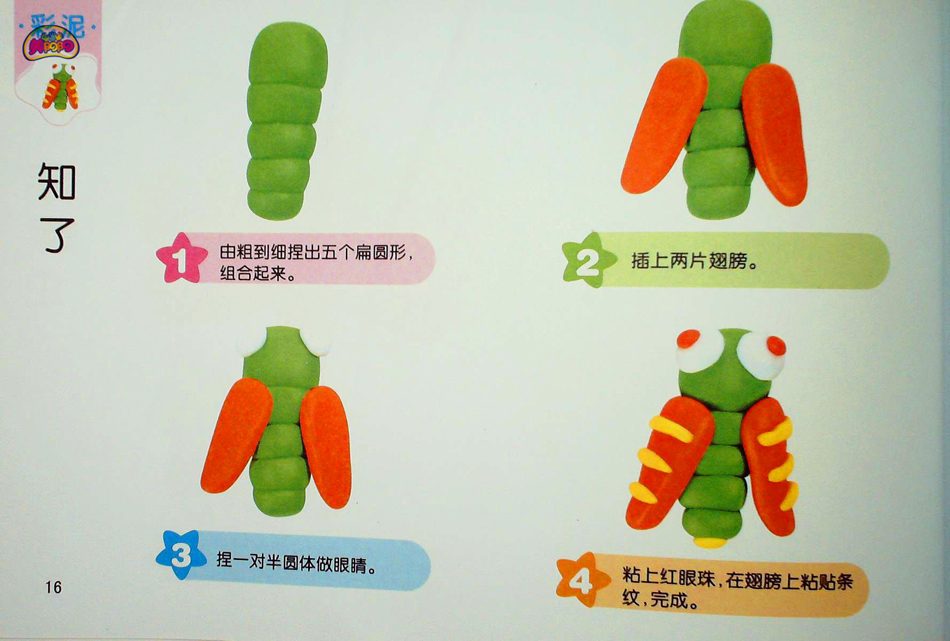 ·彩泥·
知了
1
由粗到细捏出五个扁圆形,
组合起来。
2
插上两片翅膀。
3
捏一对半圆体做眼睛。
4
粘上红眼珠,在翅膀上粘贴条
纹,完成。
16